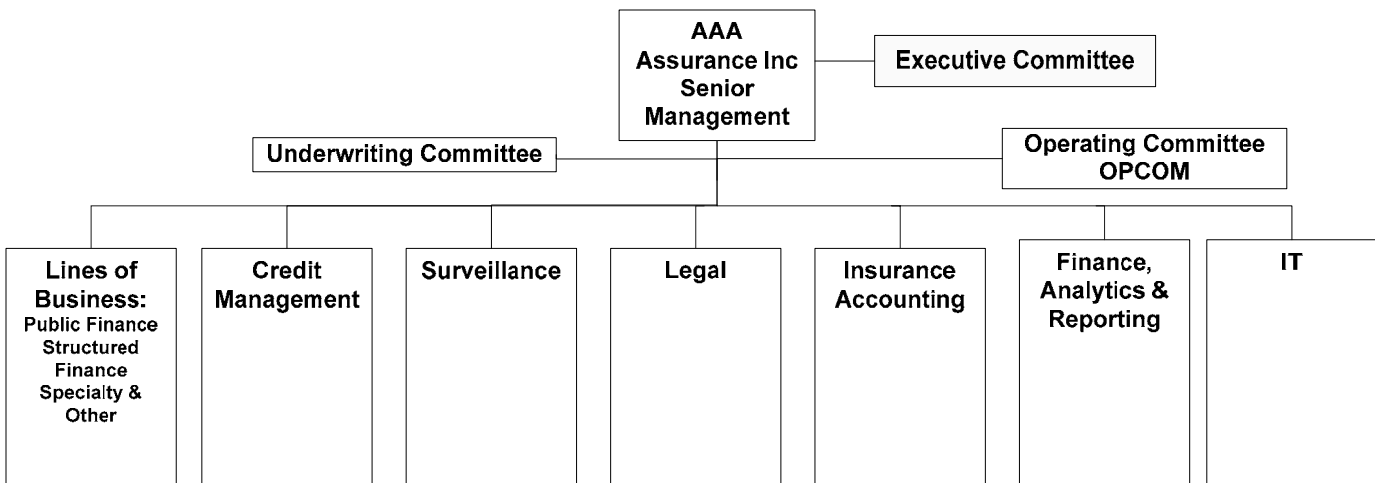 AAA
Assurance Inc
Senior
Management
Executive Committee
Underwriting Committee
Operating Committee
OPCOM
Lines of
Business:
Public Finance
Structured
Finance
Specialty &
Other
Credit
Management
Surveillance
Legal
Insurance
Accounting
Finance,
Analytics &
Reporting
IT